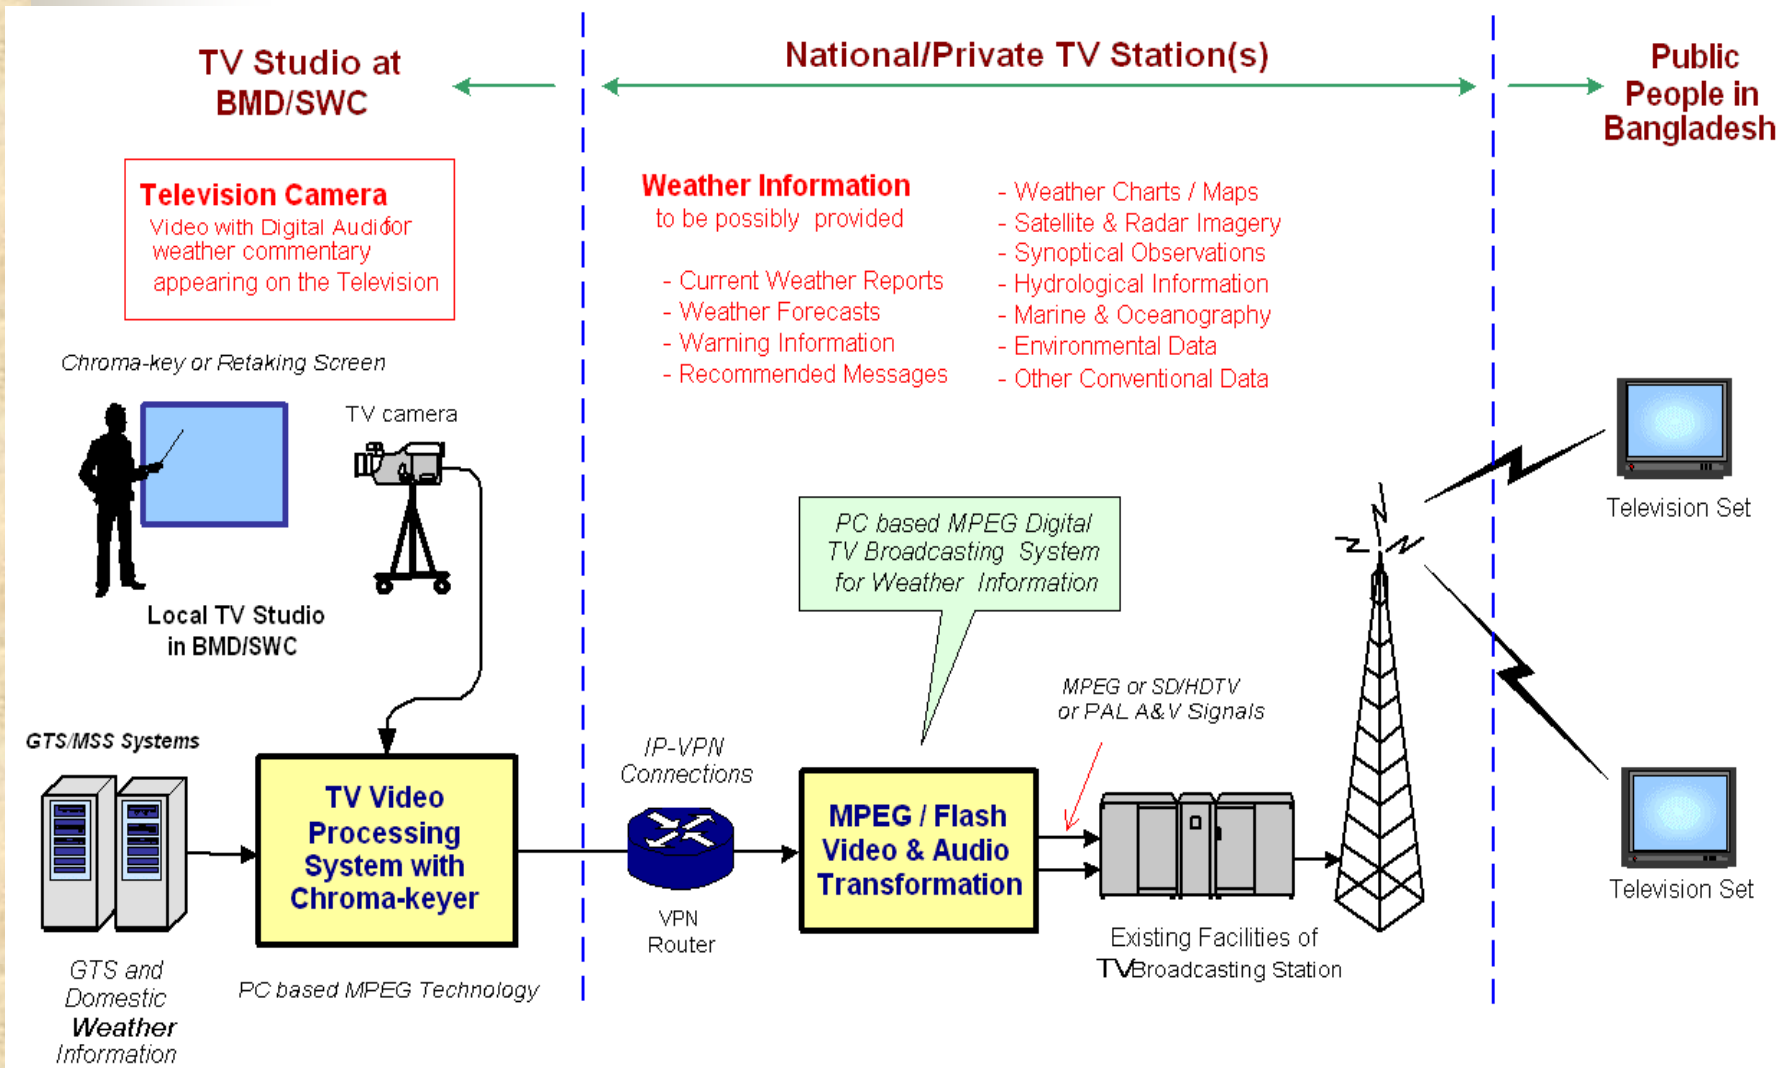 TV Studio at
BMD/SWC
National/Private TV Station(s)
Public
People in
Bangladesh
Television Camera
Video with Digital Audiofor
weather commentary
appearing on the Television
Weather Information
to be possibly provided
- Current Weather Reports
- Weather Forecasts
- Warning Information
- Recommended Messages
- Weather Charts / Maps
- Satellite & Radar Imagery
- Synoptical Observations
- Hydrological Information
- Marine & Oceanography
- Environmental Data
- Other Conventional Data
Chroma-key or Retaking Screen
TV camera
Local TV Studio
in BMD/SWC
PC based MPEG Digital
TV Broadcasting System
for Weather Information
Television Set
MPEG or SD/HDTV
or PAL A&V Signals
GTS/MSS Systems
TV Video
Processing
System with
Chroma-keyer
IP-VPN
Connections
VPN
Router
MPEG / Flash
Video & Audio
Transformation
Existing Facilities of
TVBroadcasting Station
Television Set
GTS and
Domestic
Weather
Information
PC based MPEG Technology